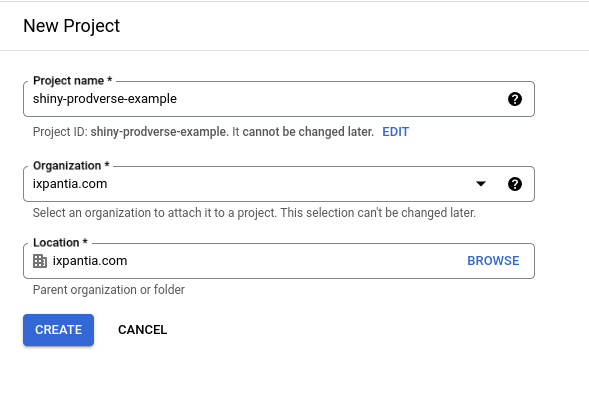 New Project
Project name *
shiny-prodverse-example
Project ID: shiny-prodverse-example. It cannot be changed later. EDIT
Organization *
ixpantia.com
Select an organization to attach it to a project. This selection can't be changed later.
Location *
ixpantia.com BROWSE
Parent organization or folder
CREATE CANCEL